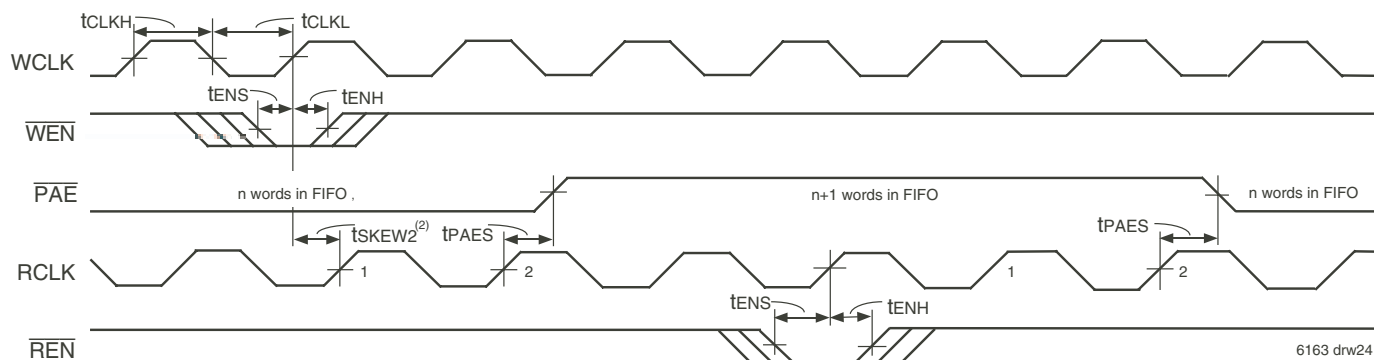 tCLKH tCLKL
WCLK
tENS tENH
WEN
PAE n words in FIFO , n+1 words in FIFO n words in FIFO
tSKEW2(2) tPAES tPAES
RCLK 1 2 1 2
tENS tENH
REN
6163 drw24